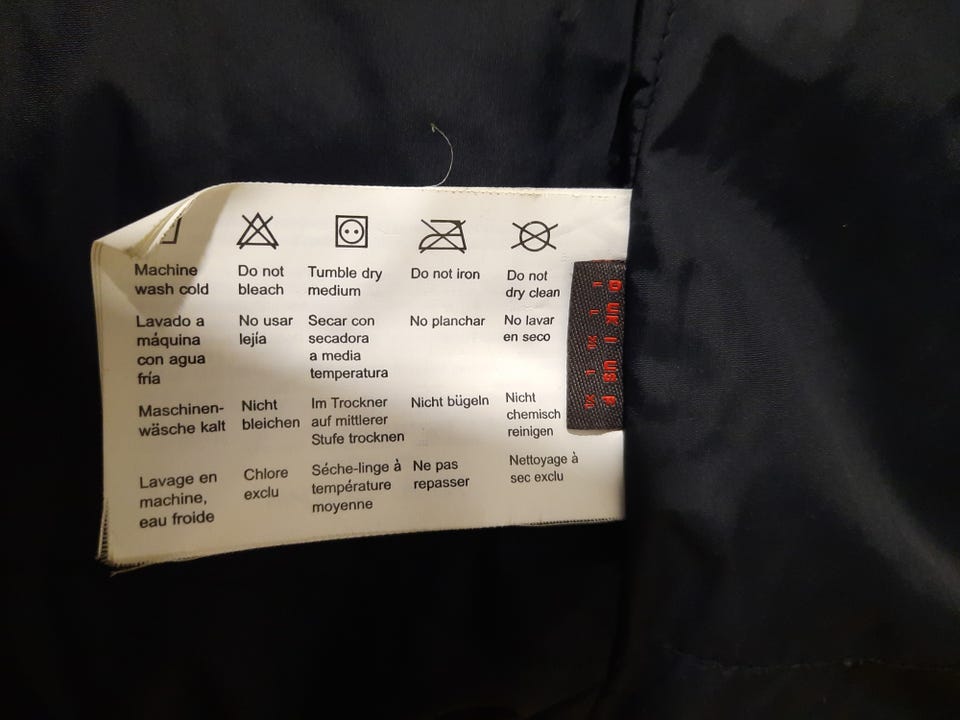 Machine
wash cold
Do not
bleach
Tumble dry
medium
Do not iron
Do not
dry clean
Lavado a
máquina
con agua
fría
No usar
lejía
Secar con
secadora
a media
temperatura
No planchar
No lavar
en seco
Maschinen-
wäsche kalt
Nicht
bleichen
Im Trockner
auf mittlerer
Stufe trocknen
Nicht bügeln
Nicht
chemisch
reinigen
Lavage en
machine,
eau froide
Chlore
exclu
Séche-linge à
température
moyenne
Ne pas
repasser
Nettoyage à
sec exclu